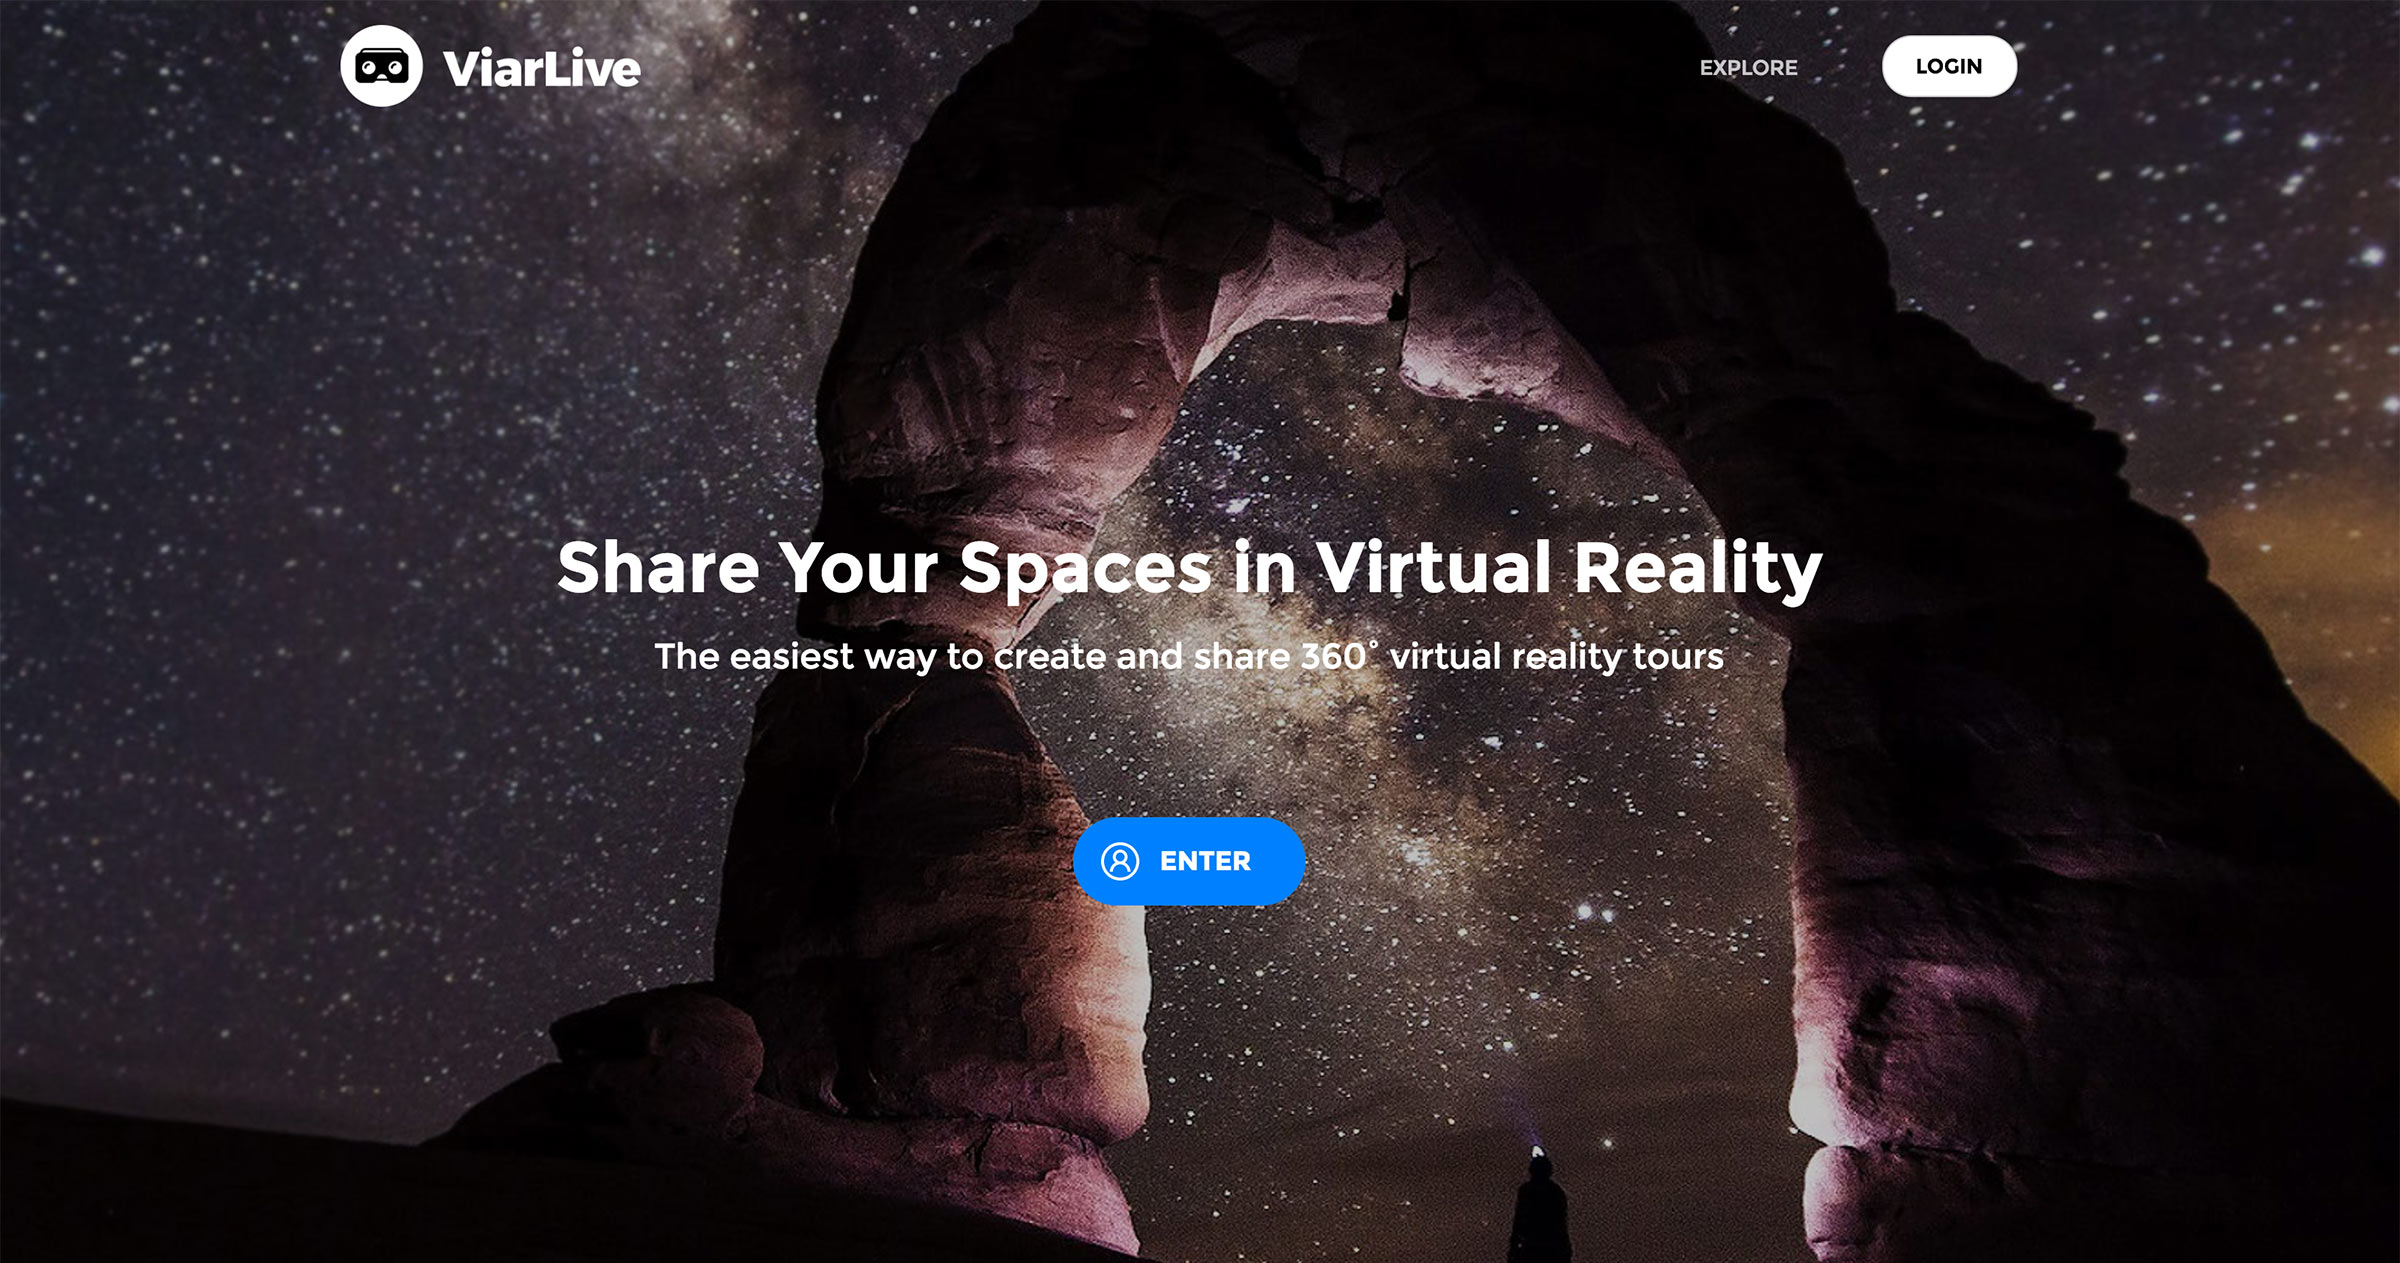 ViarLive
EXPLORE
LOGIN
Share Your Spaces in Virtual Reality
The easiest way to create and share 360° virtual reality tours
ENTER